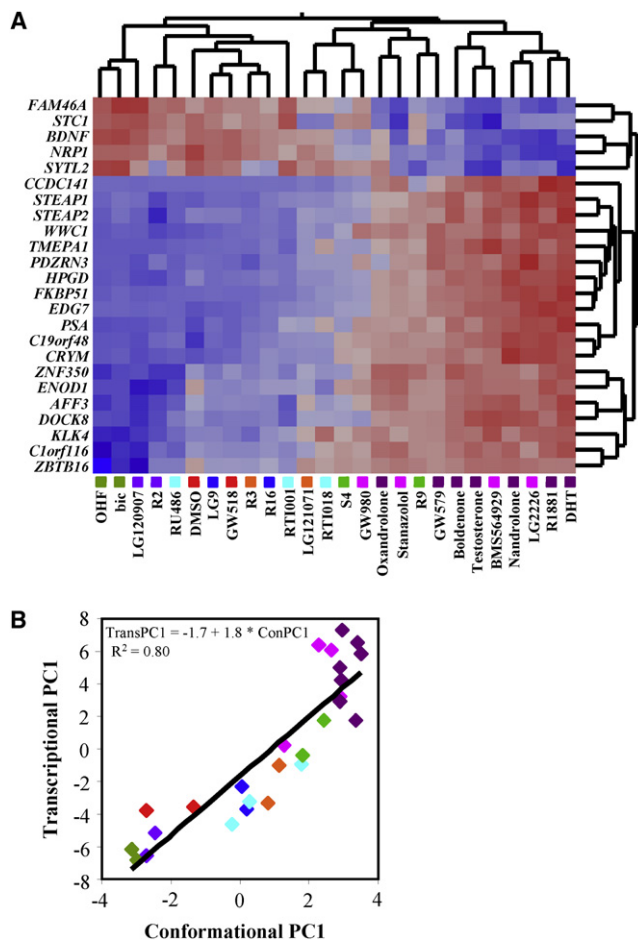 A
FAM46A
STC1
BDNF
NRP1
SYTL2
CCDC141
STEAP1
STEAP2
WWC1
TMEPA1
PDZRN3
HPGD
FKBP51
EDG7
PSA
C19orf48
CRYM
ZNF350
ENOD1
AFF3
DOCK8
KLK4
C1orf116
ZBTB16
OHF
bic
LG120907
R2
RU486
DMSO
LG9
GW518
R3
R16
RTI001
LG121071
RTI018
S4
GW980
Oxandrolone
Stanazolol
R9
GW579
Boldenone
Testosterone
BMS564929
Nandrolone
LG2226
R1881
DHT
B
TransPC1 = -1.7 + 1.8 * ConPC1
R2 = 0.80
Transcriptional PC1
8
6
4
2
0
-2
-4
-6
-8
-4
-2
0
2
4
Conformational PC1